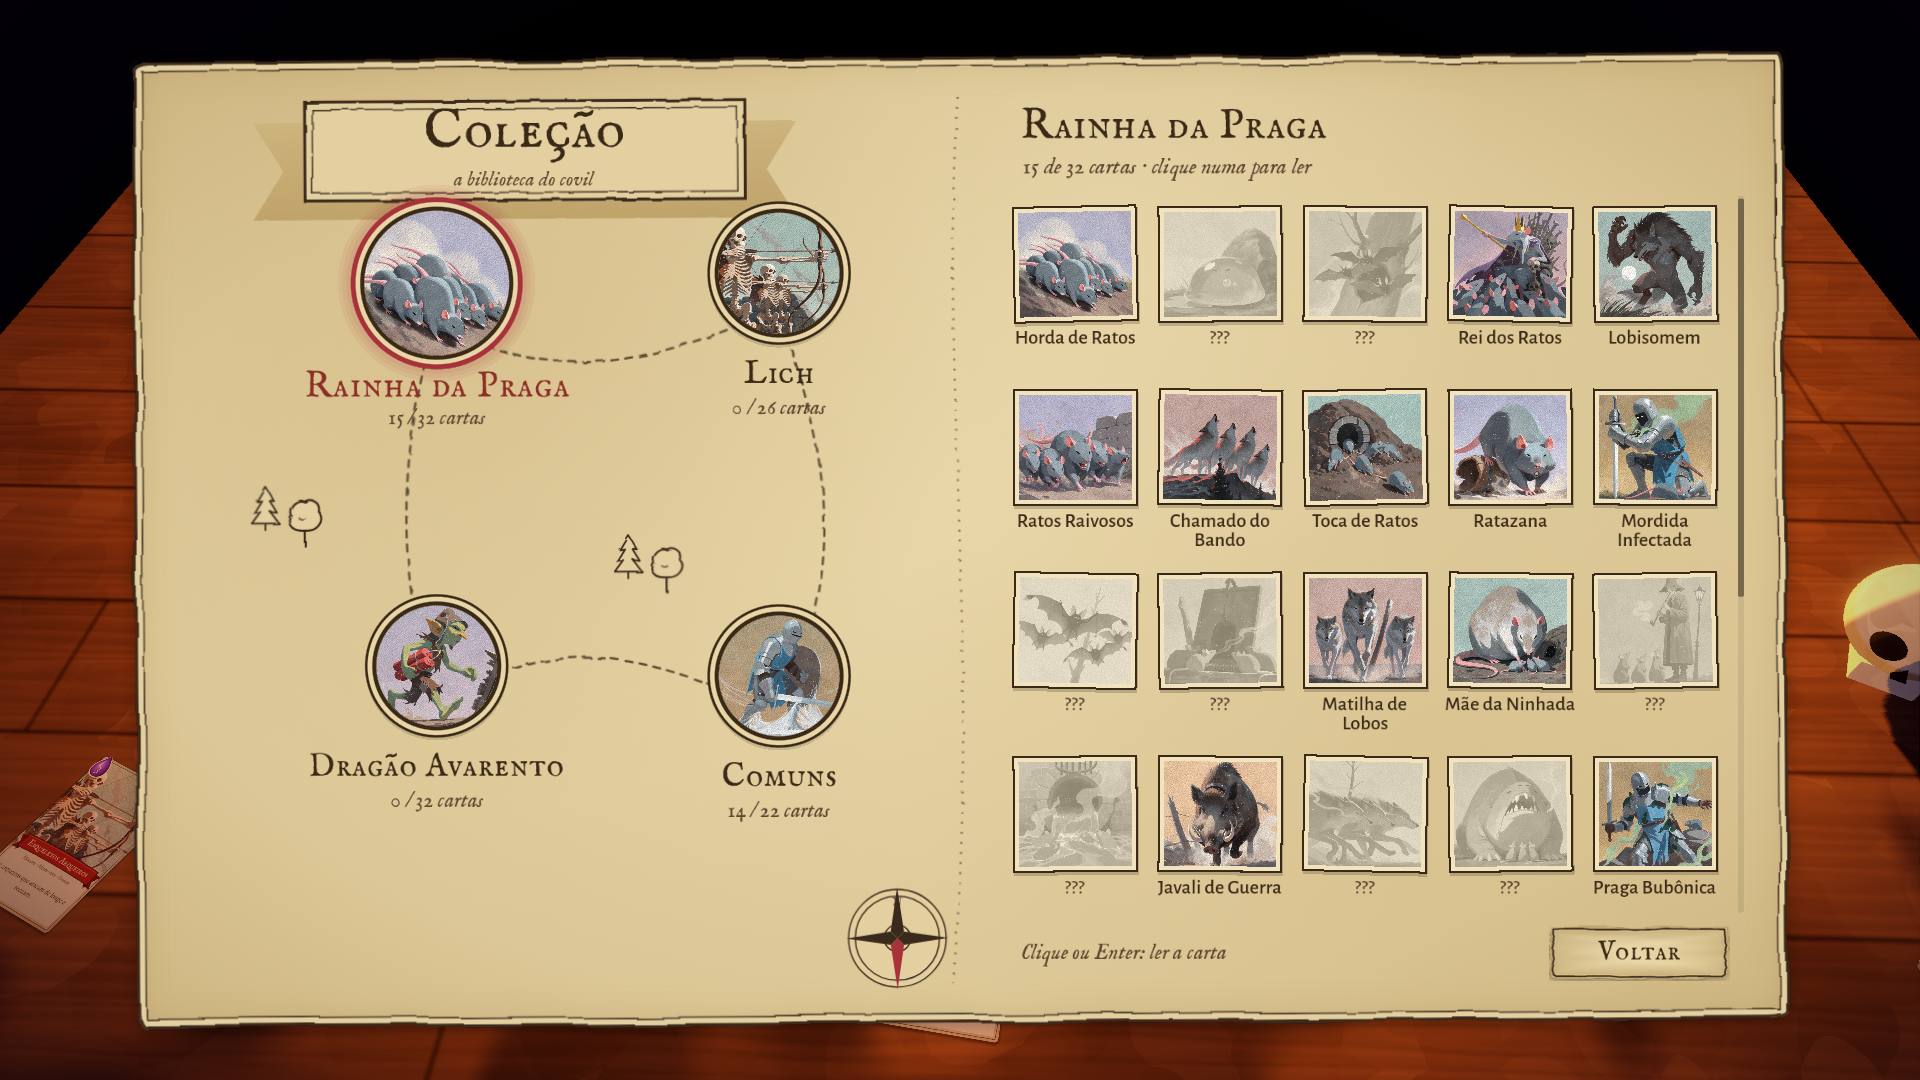 Coleção
a biblioteca do covil
Rainha da Praga
15/32 cartas
Lich
0/26 cartas
Dragão Avarento
0/32 cartas
Comuns
14/22 cartas
Rainha da Praga
15 de 32 cartas · clique numa para ler
Horda de Ratos
???
???
Rei dos Ratos
Lobisomem
Ratos Raivosos
Chamado do
Bando
Toca de Ratos
Ratazana
Mordida
Infectada
???
???
Matilha de
Lobos
Mãe da Ninhada
???
???
Javali de Guerra
???
???
Praga Bubônica
Clique ou Enter: ler a carta
Voltar
Esqueletos Arqueiros